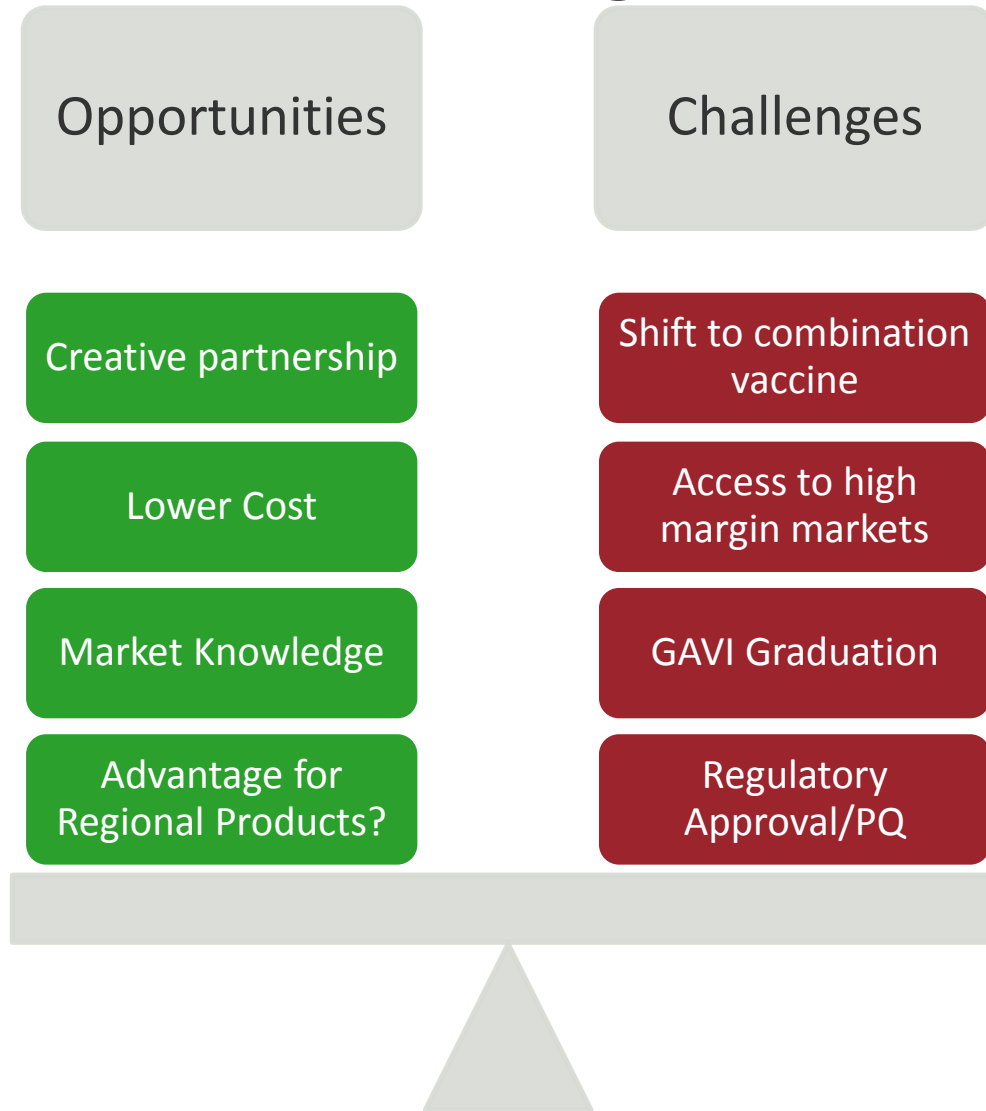 Opportunities
Challenges
Creative partnership
Lower Cost
Market Knowledge
Advantage for
Regional Products?
Shift to combination
vaccine
Access to high
margin markets
GAVI Graduation
Regulatory
Approval/PQ